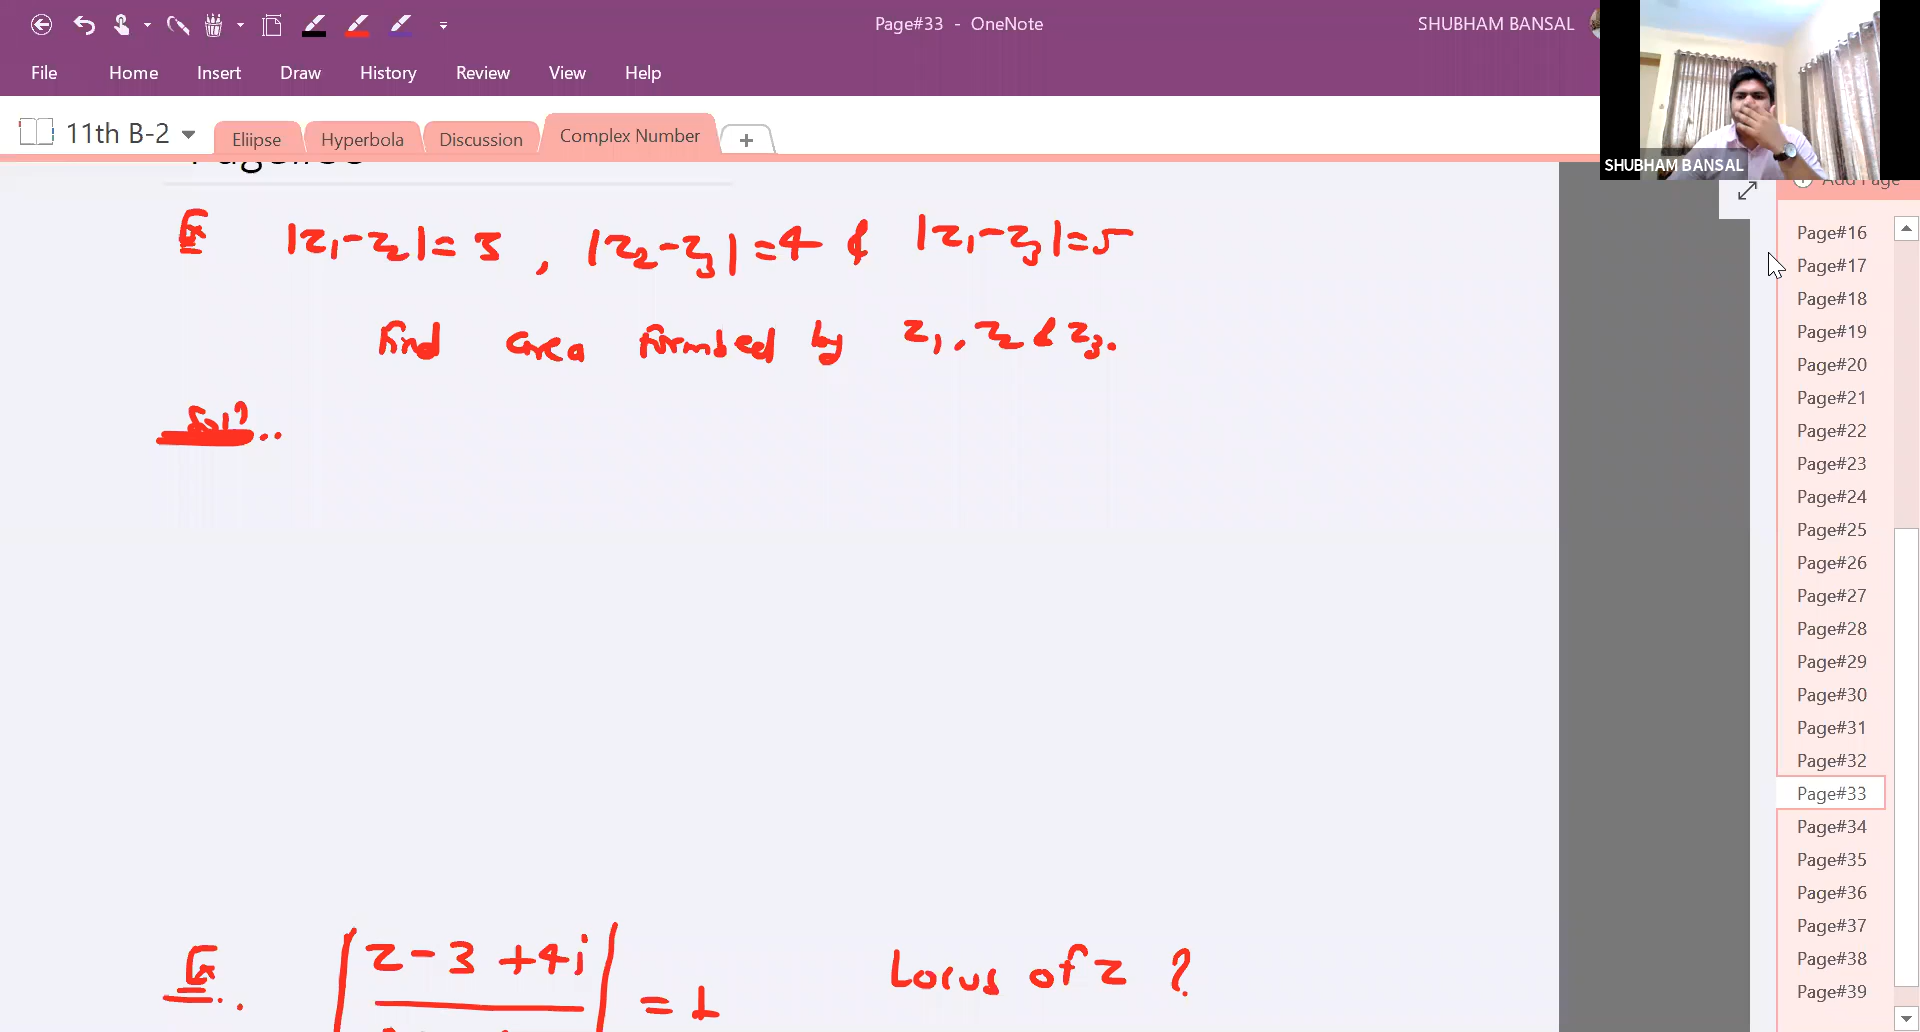 Page#33 - OneNote
SHUBHAM BANSAL
File Home Insert Draw History Review View Help
SHUBHAM BANSAL
11th B-2 Eliipse Hyperbola Discussion Complex Number +
Add Page
Ex |z₁-z₂| = 3 , |z₂-z₃| = 4 & |z₁-z₃| = 5
find area formed by z₁, z₂ & z₃.
Solⁿ..
Ex.. |z-3+4i| = 1 Locus of z ?
Page#16
Page#17
Page#18
Page#19
Page#20
Page#21
Page#22
Page#23
Page#24
Page#25
Page#26
Page#27
Page#28
Page#29
Page#30
Page#31
Page#32
Page#33
Page#34
Page#35
Page#36
Page#37
Page#38
Page#39